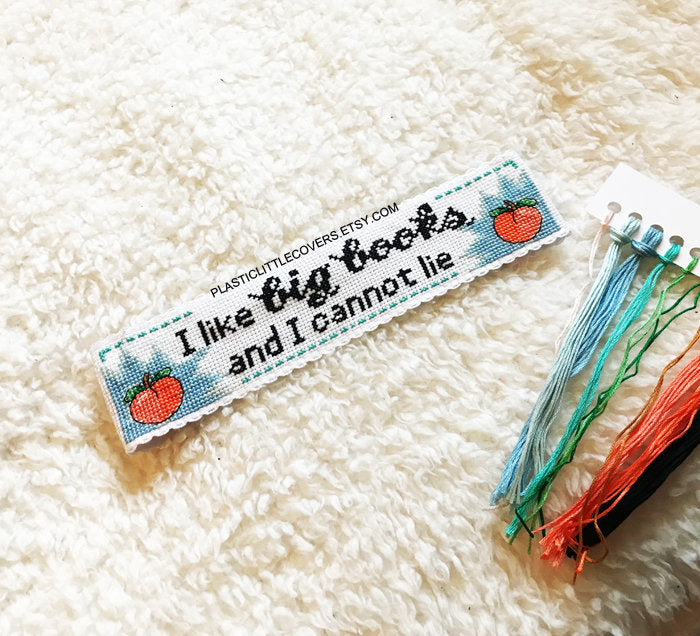 PLASTICLITTLECOVERS.ETSY.COM
I like big books
and I cannot lie